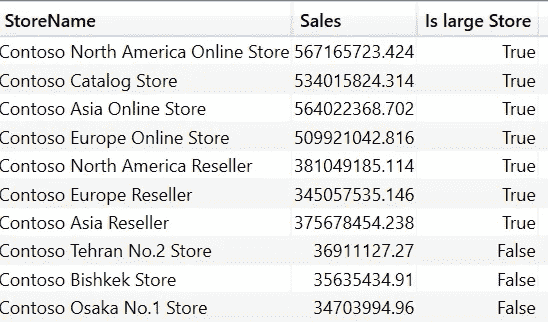 StoreName Sales Is large Store
Contoso North America Online Store 567165723.424 True
Contoso Catalog Store 534015824.314 True
Contoso Asia Online Store 564022368.702 True
Contoso Europe Online Store 509921042.816 True
Contoso North America Reseller 381049185.114 True
Contoso Europe Reseller 345057535.146 True
Contoso Asia Reseller 375678454.238 True
Contoso Tehran No.2 Store 36911127.27 False
Contoso Bishkek Store 35635434.91 False
Contoso Osaka No.1 Store 34703994.96 False